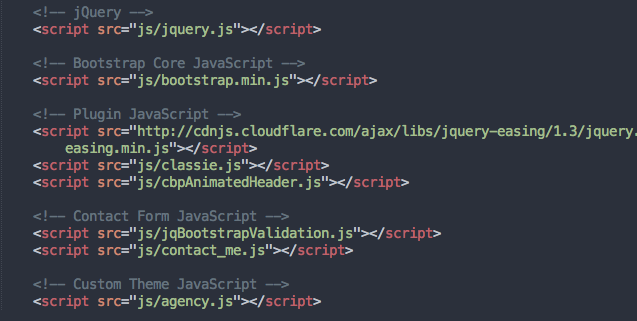 <!-- jQuery -->
<script src="js/jquery.js"></script>
<!-- Bootstrap Core JavaScript -->
<script src="js/bootstrap.min.js"></script>
<!-- Plugin JavaScript -->
<script src="http://cdnjs.cloudflare.com/ajax/libs/jquery-easing/1.3/jquery.
easing.min.js"></script>
<script src="js/classie.js"></script>
<script src="js/cbpAnimatedHeader.js"></script>
<!-- Contact Form JavaScript -->
<script src="js/jqBootstrapValidation.js"></script>
<script src="js/contact_me.js"></script>
<!-- Custom Theme JavaScript -->
<script src="js/agency.js"></script>